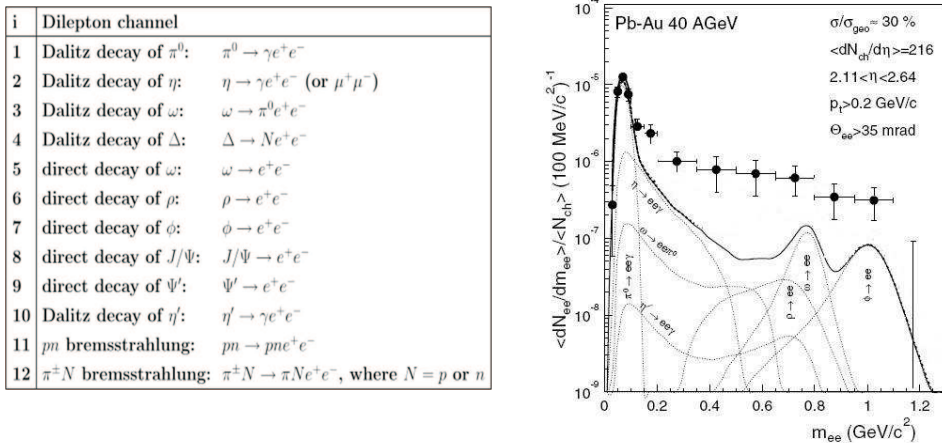 i Dilepton channel
1 Dalitz decay of π⁰: π⁰ → γe⁺e⁻
2 Dalitz decay of η: η → γe⁺e⁻ (or μ⁺μ⁻)
3 Dalitz decay of ω: ω → π⁰e⁺e⁻
4 Dalitz decay of Δ: Δ → Ne⁺e⁻
5 direct decay of ω: ω → e⁺e⁻
6 direct decay of ρ: ρ → e⁺e⁻
7 direct decay of φ: φ → e⁺e⁻
8 direct decay of J/Ψ: J/Ψ → e⁺e⁻
9 direct decay of Ψ′: Ψ′ → e⁺e⁻
10 Dalitz decay of η′: η′ → γe⁺e⁻
11 pn bremsstrahlung: pn → pne⁺e⁻
12 π±N bremsstrahlung: π±N → πNe⁺e⁻, where N = p or n
<dNee/dmee>/<Nch> (100 MeV/c²)⁻¹
10⁻⁴
10⁻⁵
10⁻⁶
10⁻⁷
10⁻⁸
10⁻⁹
Pb-Au 40 AGeV
σ/σgeo≈ 30 %
<dNch/dη>=216
2.11<η<2.64
pt>0.2 GeV/c
Θee>35 mrad
η→eeγ
ω→eeπ⁰
π⁰→eeγ
η′→eeγ
ρ→ee
ω→ee
φ→ee
0 0.2 0.4 0.6 0.8 1 1.2
mee (GeV/c²)